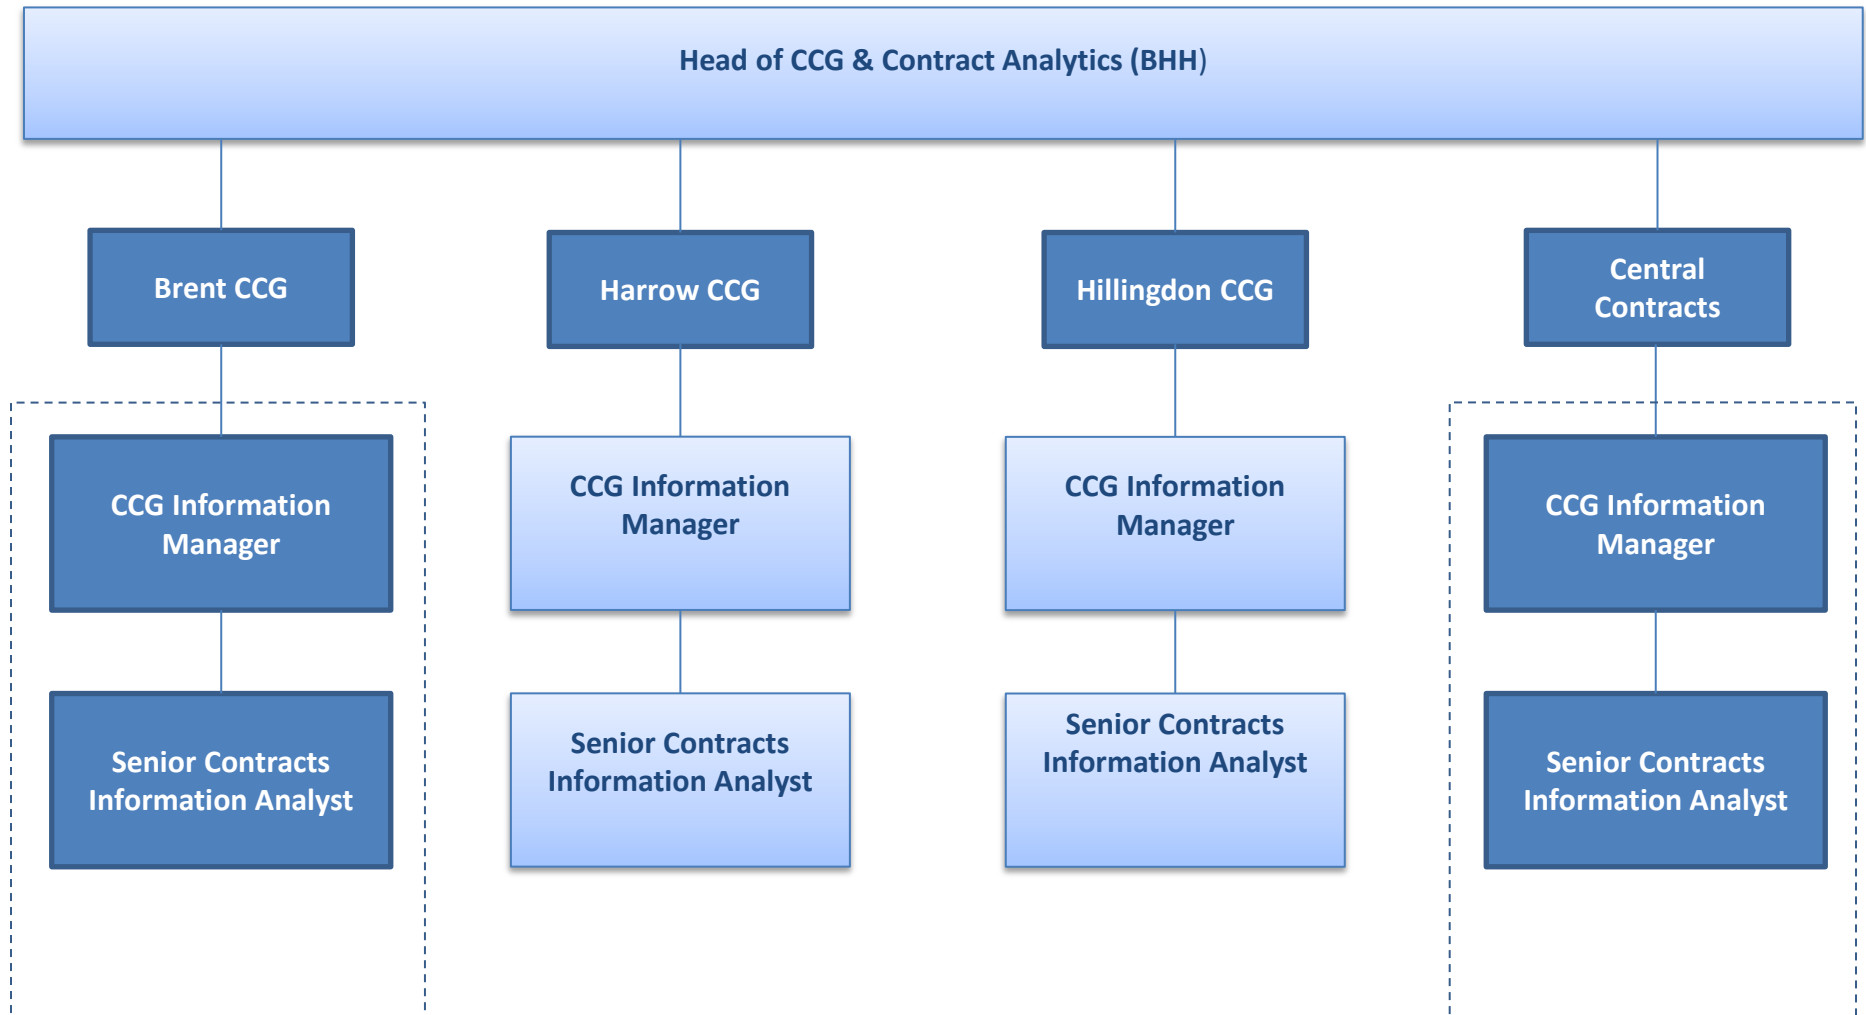 Head of CCG & Contract Analytics (BHH)
Brent CCG
Harrow CCG
Hillingdon CCG
Central
Contracts
CCG Information
Manager
CCG Information
Manager
CCG Information
Manager
CCG Information
Manager
Senior Contracts
Information Analyst
Senior Contracts
Information Analyst
Senior Contracts
Information Analyst
Senior Contracts
Information Analyst